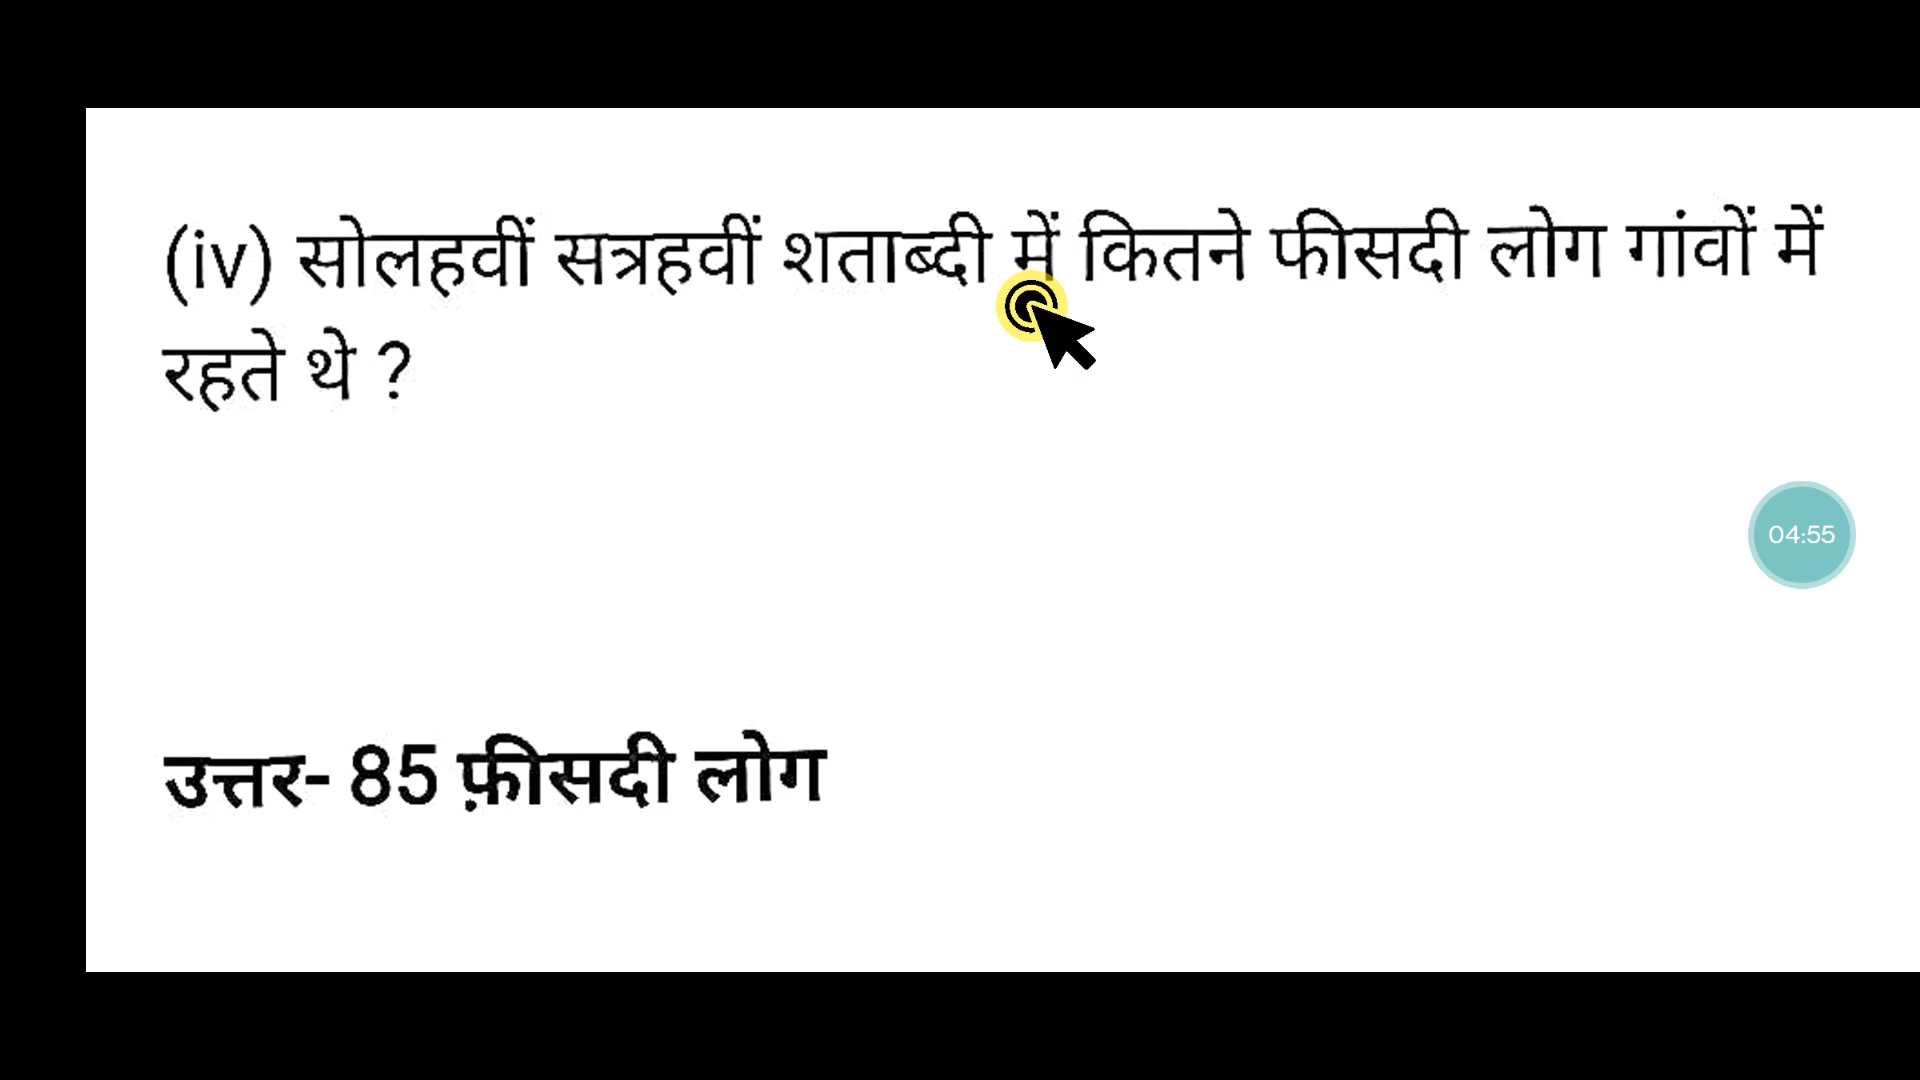 (iv) सोलहवीं सत्रहवीं शताब्दी में कितने फीसदी लोग गांवों में
रहते थे ?
04:55
उत्तर- 85 फ़ीसदी लोग